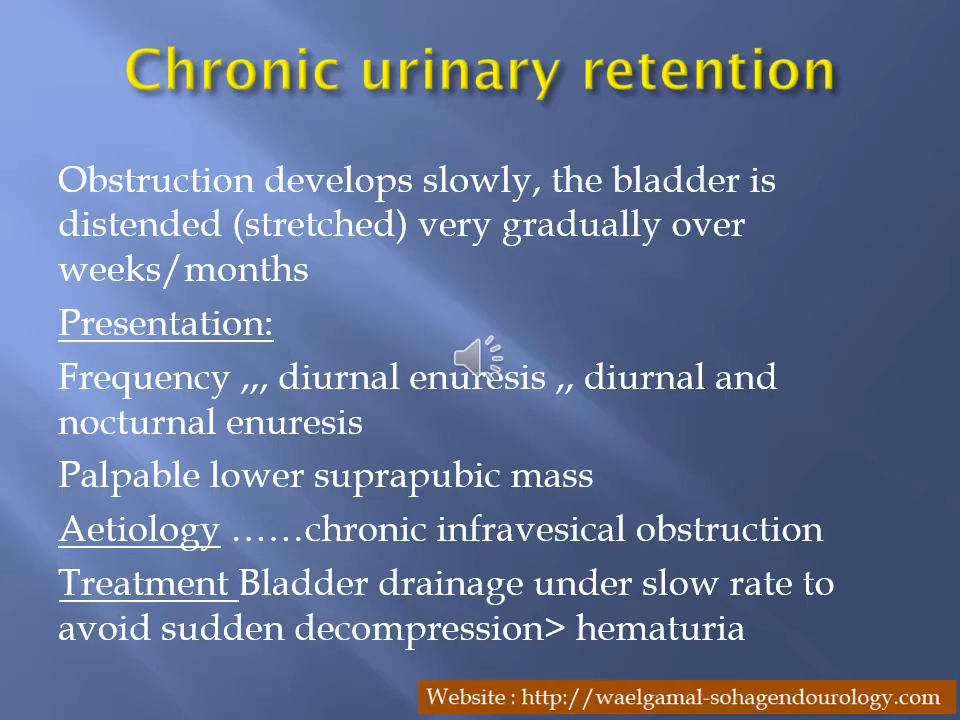 Chronic urinary retention
Obstruction develops slowly, the bladder is
distended (stretched) very gradually over
weeks/months
Presentation:
Frequency ,,, diurnal enuresis ,, diurnal and
nocturnal enuresis
Palpable lower suprapubic mass
Aetiology ……chronic infravesical obstruction
Treatment Bladder drainage under slow rate to
avoid sudden decompression> hematuria
Website : http://waelgamal-sohagendourology.com